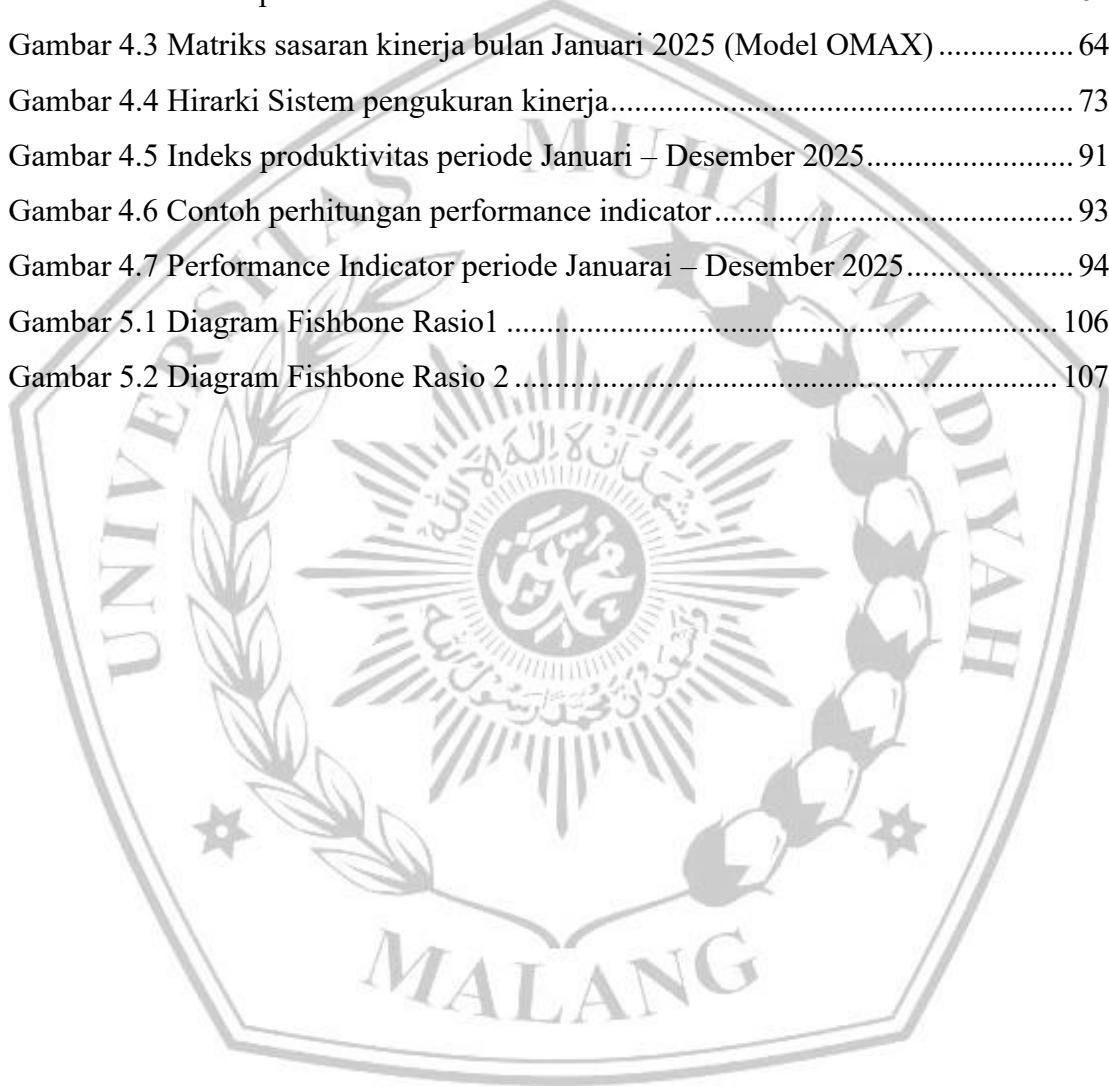 Gambar 4.3 Matriks sasaran kinerja bulan Januari 2025 (Model OMAX) ................ 64
Gambar 4.4 Hirarki Sistem pengukuran kinerja....................................................... 73
Gambar 4.5 Indeks produktivitas periode Januari – Desember 2025....................... 91
Gambar 4.6 Contoh perhitungan performance indicator.......................................... 93
Gambar 4.7 Performance Indicator periode Januarai – Desember 2025.................. 94
Gambar 5.1 Diagram Fishbone Rasio1 ................................................................. 106
Gambar 5.2 Diagram Fishbone Rasio 2 ................................................................ 107
UNIVERSITAS MUHAMMADIYAH
MALANG